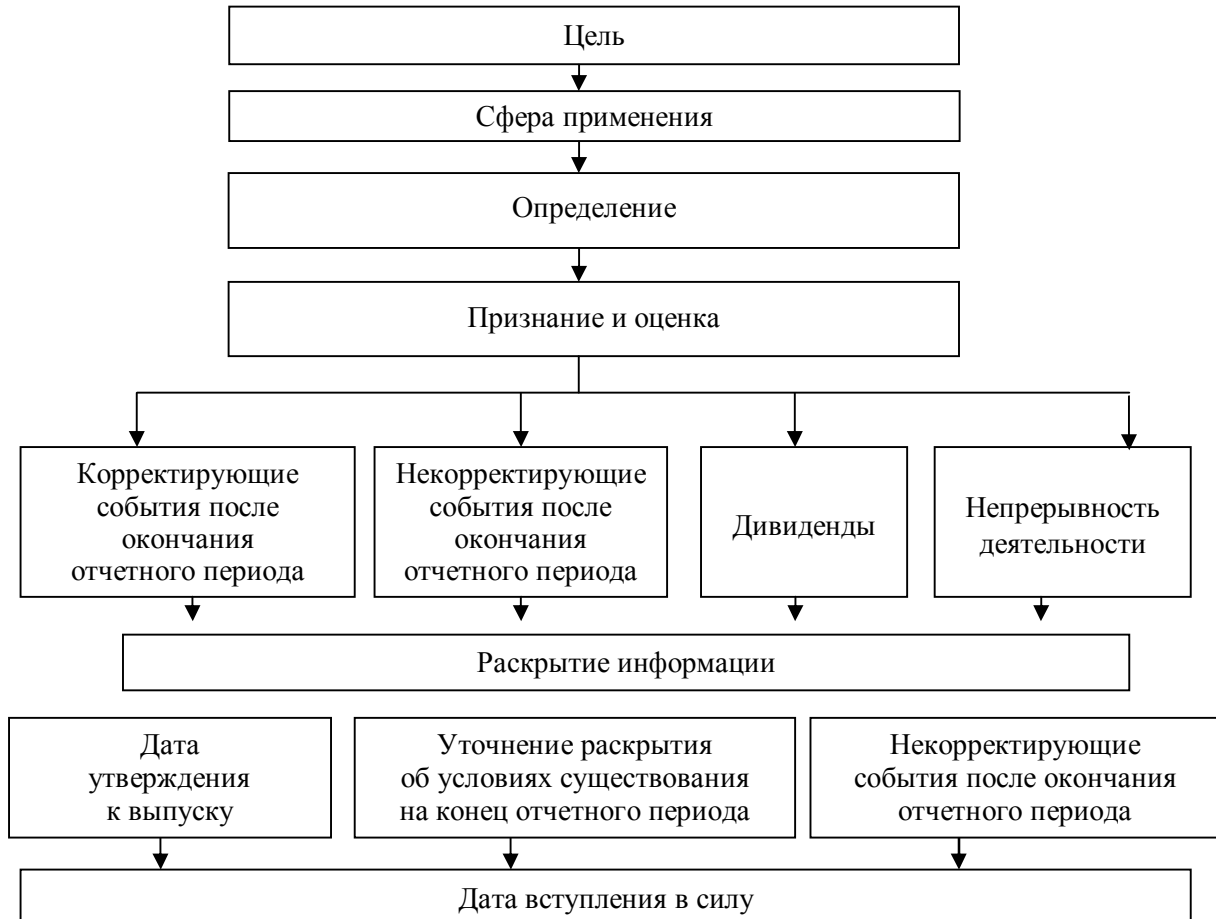 Цель
Сфера применения
Определение
Признание и оценка
Корректирующие
события после
окончания
отчетного периода
Некорректирующие
события после
окончания
отчетного периода
Дивиденды
Непрерывность
деятельности
Раскрытие информации
Дата
утверждения
к выпуску
Уточнение раскрытия
об условиях существования
на конец отчетного периода
Некорректирующие
события после окончания
отчетного периода
Дата вступления в силу